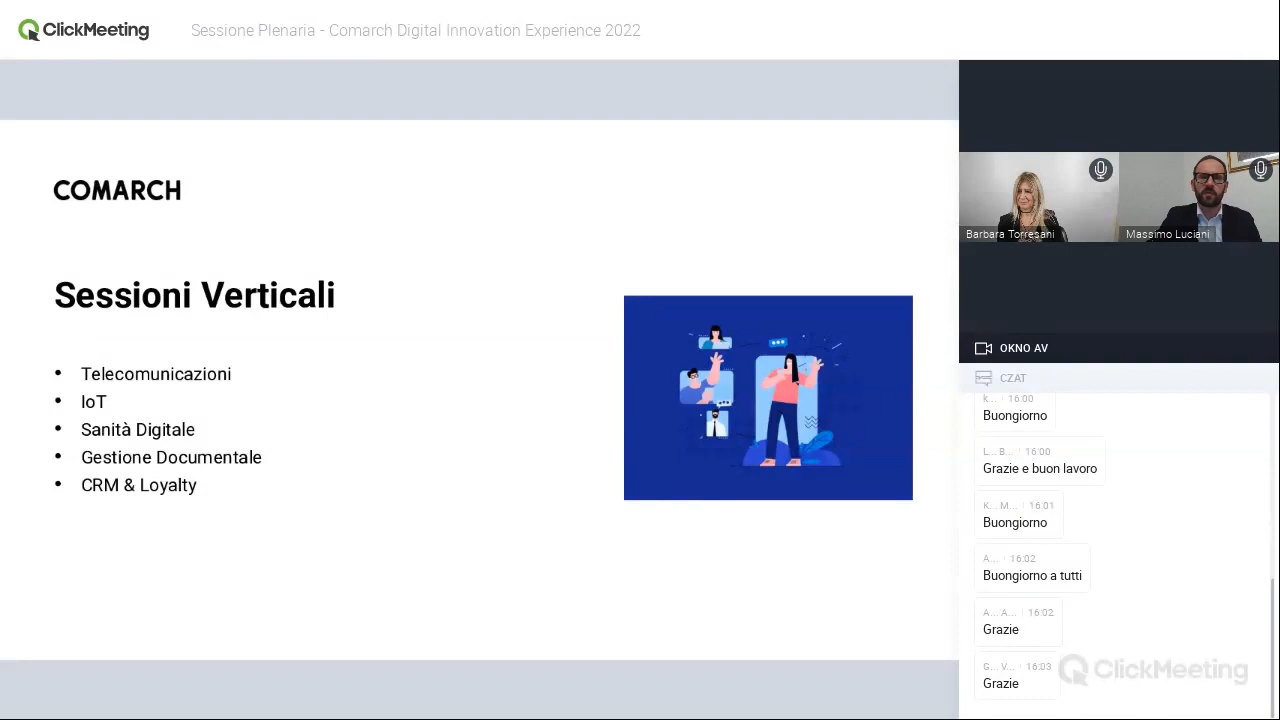 ClickMeeting
Sessione Plenaria - Comarch Digital Innovation Experience 2022
COMARCH
Sessioni Verticali
• Telecomunicazioni
• IoT
• Sanità Digitale
• Gestione Documentale
• CRM & Loyalty
Barbara Torresani
Massimo Luciani
OKNO AV
CZAT
k... 16:00
Buongiorno
L... B... 16:00
Grazie e buon lavoro
K... M... 16:01
Buongiorno
A... 16:02
Buongiorno a tutti
A... A... 16:02
Grazie
G... V... 16:03
Grazie
ClickMeeting